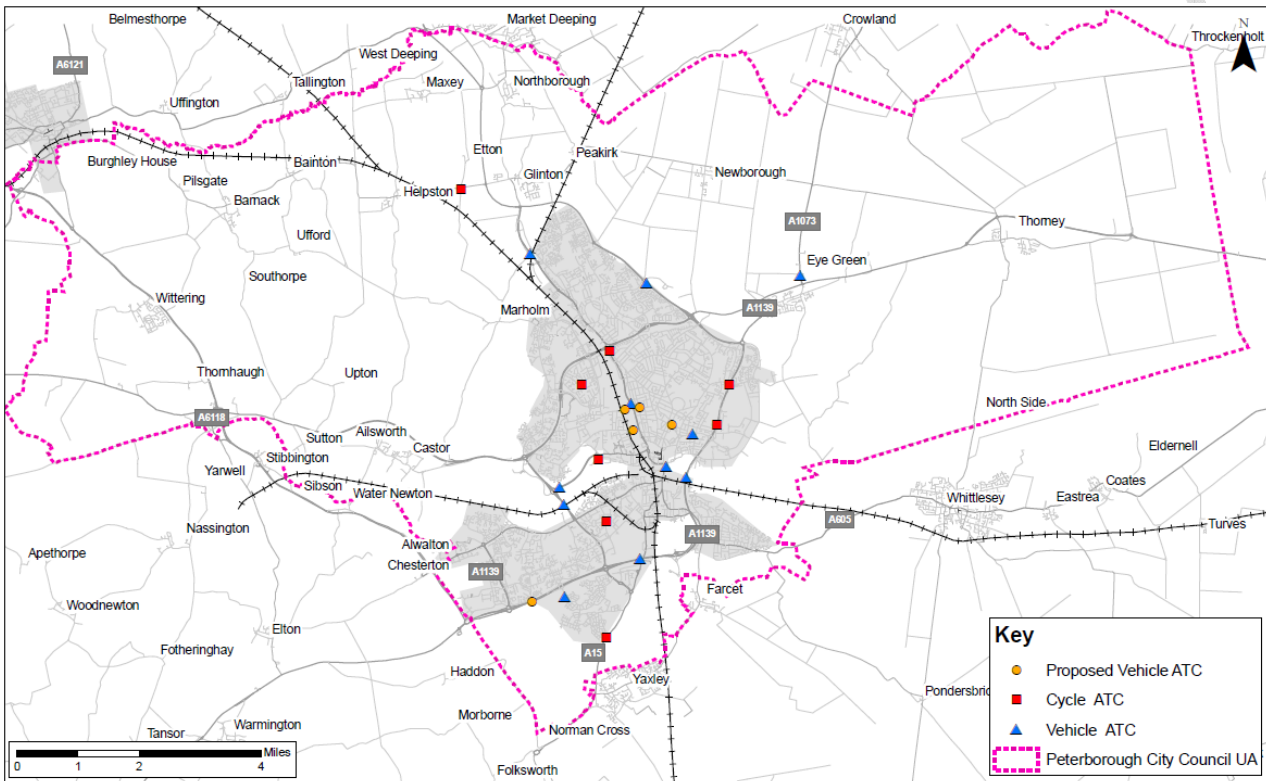 Belmesthorpe
Market Deeping
Crowland
N
Throckenholt
A6121
West Deeping
Tallington
Maxey
Northborough
Uffington
Etton
Peakirk
Burghley House
Bainton
Glinton
Newborough
Pilsgate
Helpston
Barnack
A1073
Thorney
Ufford
Eye Green
Southorpe
Wittering
Marholm
A1139
Thornhaugh
Upton
A6118
North Side
Sutton
Ailsworth
Castor
Eldernell
Stibbington
Yarwell
Sibson
Water Newton
Whittlesey
Coates
Eastrea
Nassington
A605
Turves
Alwalton
A1139
Apethorpe
Chesterton
A1139
Farcet
Woodnewton
Elton
Key
Fotheringhay
A15
Haddon
Yaxley
Proposed Vehicle ATC
Cycle ATC
Morborne
Pondersbri
Warmington
Norman Cross
Vehicle ATC
Tansor
Miles
Peterborough City Council UA
0 1 2 4
Folksworth